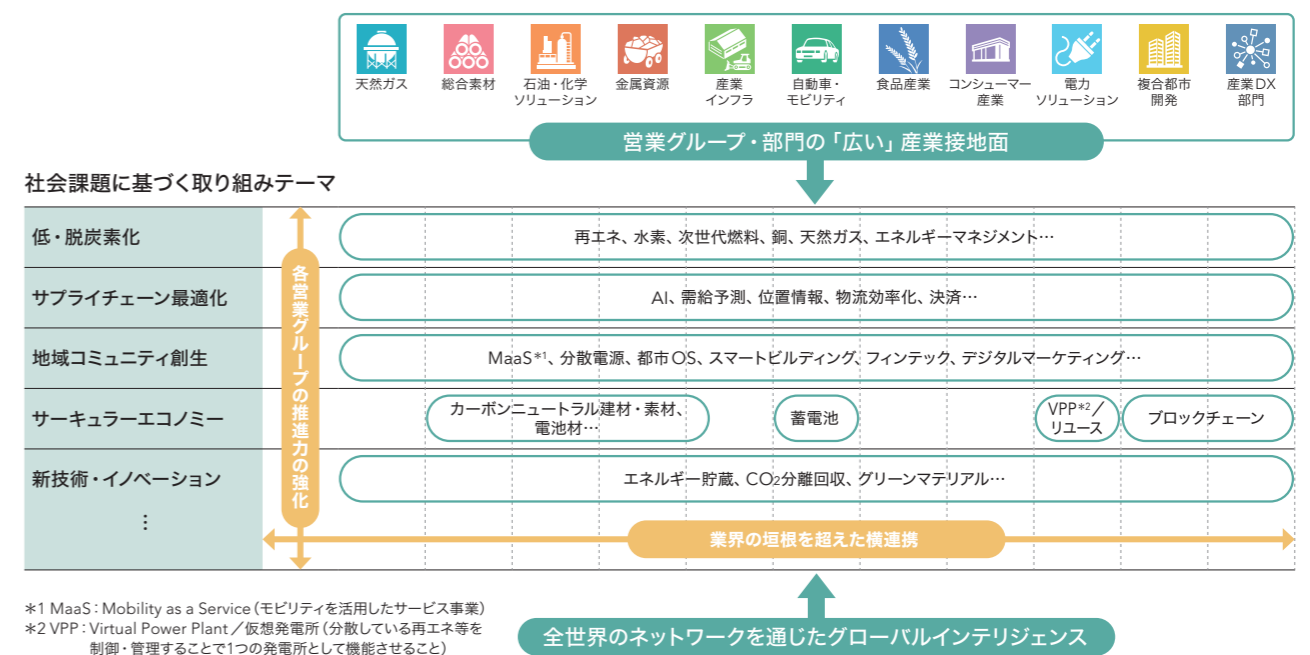 天然ガス
総合素材
石油・化学
ソリューション
金属資源
産業
インフラ
自動車・
モビリティ
食品産業
コンシューマー
産業
電力
ソリューション
複合都市
開発
産業DX
部門
営業グループ・部門の「広い」産業接地面
社会課題に基づく取り組みテーマ
各営業グループの推進力の強化
低・脱炭素化
再エネ、水素、次世代燃料、銅、天然ガス、エネルギーマネジメント…
サプライチェーン最適化
AI、需給予測、位置情報、物流効率化、決済…
地域コミュニティ創生
MaaS*1、分散電源、都市OS、スマートビルディング、フィンテック、デジタルマーケティング…
サーキュラーエコノミー
カーボンニュートラル建材・素材、
電池材…
蓄電池
VPP*2／
リユース
ブロックチェーン
新技術・イノベーション
エネルギー貯蔵、CO2分離回収、グリーンマテリアル…
⋮
業界の垣根を超えた横連携
*1 MaaS：Mobility as a Service（モビリティを活用したサービス事業）
*2 VPP：Virtual Power Plant／仮想発電所（分散している再エネ等を
制御・管理することで1つの発電所として機能させること）
全世界のネットワークを通じたグローバルインテリジェンス